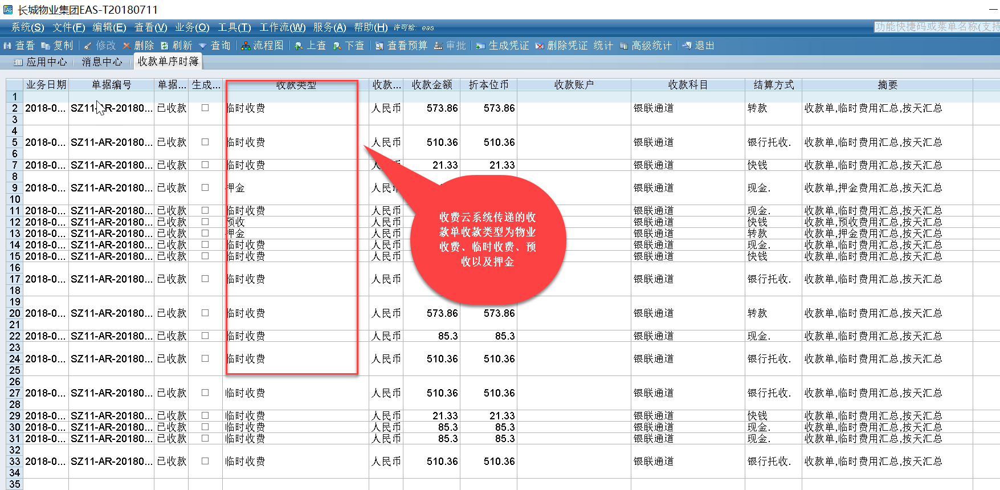 长城物业集团EAS-T20180711
系统(S) 文件(F) 编辑(E) 查看(V) 业务(O) 工具(T) 工作流(W) 服务(A) 帮助(H) 许可给: eas 功能快捷码或菜单名称(支持
查看 复制 修改 删除 刷新 查询 流程图 上查 下查 查看预算 审批 生成凭证 删除凭证 统计 高级统计 退出
应用中心 消息中心 收款单序时簿
业务日期 单据编号 单据... 生成... 收款类型 收款... 收款金额 折本位币 收款账户 收款科目 结算方式 摘要
1
2 2018-0... SZ11-AR-20180... 已收款 临时收费 人民币 573.86 573.86 银联通道 转款 收款单,临时费用汇总,按天汇总
3
4
5 2018-0... SZ11-AR-20180... 已收款 临时收费 人民币 510.36 510.36 银联通道 银行托收. 收款单,临时费用汇总,按天汇总
6
7 2018-0... SZ11-AR-20180... 已收款 临时收费 人民币 21.33 21.33 银联通道 快钱 收款单,临时费用汇总,按天汇总
8
9 2018-0... SZ11-AR-20180... 已收款 押金 人民币 银联通道 现金. 收款单,押金费用汇总,按天汇总
10
11 2018-0... SZ11-AR-20180... 已收款 临时收费 人民币 银联通道 现金. 收款单,临时费用汇总,按天汇总
12 2018-0... SZ11-AR-20180... 已收款 预收 人民币 银联通道 快钱 收款单,预收费用汇总,按天汇总
13 2018-0... SZ11-AR-20180... 已收款 押金 人民币 银联通道 转款 收款单,押金费用汇总,按天汇总
14 2018-0... SZ11-AR-20180... 已收款 临时收费 人民币 银联通道 现金. 收款单,临时费用汇总,按天汇总
15 2018-0... SZ11-AR-20180... 已收款 临时收费 人民币 银联通道 快钱 收款单,临时费用汇总,按天汇总
16
17 2018-0... SZ11-AR-20180... 已收款 临时收费 人民币 银联通道 银行托收. 收款单,临时费用汇总,按天汇总
18
19
20 2018-0... SZ11-AR-20180... 已收款 临时收费 人民币 573.86 573.86 银联通道 转款 收款单,临时费用汇总,按天汇总
21
22 2018-0... SZ11-AR-20180... 已收款 临时收费 人民币 85.3 85.3 银联通道 现金. 收款单,临时费用汇总,按天汇总
23
24 2018-0... SZ11-AR-20180... 已收款 临时收费 人民币 510.36 510.36 银联通道 银行托收. 收款单,临时费用汇总,按天汇总
25
26
27 2018-0... SZ11-AR-20180... 已收款 临时收费 人民币 510.36 510.36 银联通道 银行托收. 收款单,临时费用汇总,按天汇总
28
29 2018-0... SZ11-AR-20180... 已收款 临时收费 人民币 21.33 21.33 银联通道 快钱 收款单,临时费用汇总,按天汇总
30 2018-0... SZ11-AR-20180... 已收款 临时收费 人民币 85.3 85.3 银联通道 现金. 收款单,临时费用汇总,按天汇总
31 2018-0... SZ11-AR-20180... 已收款 临时收费 人民币 85.3 85.3 银联通道 现金. 收款单,临时费用汇总,按天汇总
32
33 2018-0... SZ11-AR-20180... 已收款 临时收费 人民币 510.36 510.36 银联通道 银行托收. 收款单,临时费用汇总,按天汇总
34
35
收费云系统传递的收
款单收款类型为物业
收费、临时收费、预
收以及押金